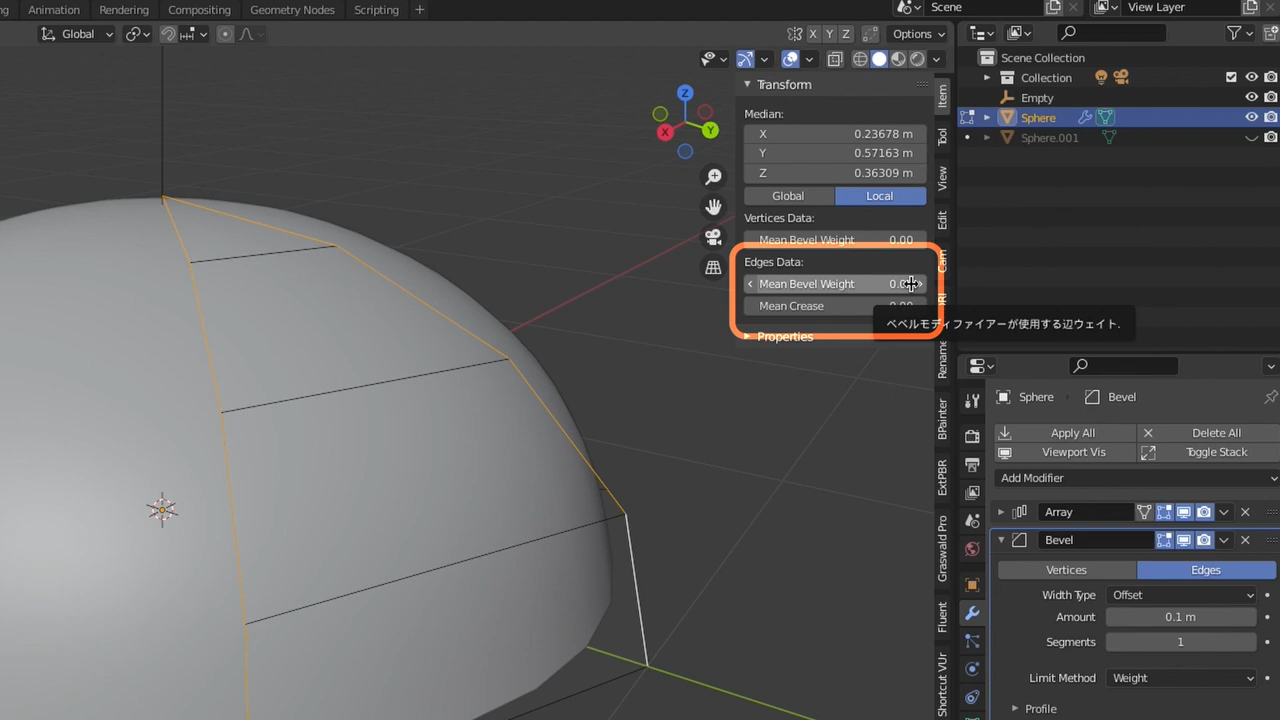 Animation Rendering Compositing Geometry Nodes Scripting +
Scene View Layer
Global X Y Z Options
Transform
Median:
X 0.23678 m
Y 0.57163 m
Z 0.36309 m
Global Local
Vertices Data:
Mean Bevel Weight 0.00
Edges Data:
Mean Bevel Weight
Mean Crease
ベベルモディファイアーが使用する辺ウェイト.
Properties
Z
X
Y
Item
Tool
View
Edit
Rename
BPainter
ExtPBR
Graswald Pro
Fluent
Shortcut VUr
Scene Collection
Collection
Empty
Sphere
Sphere.001
Sphere Bevel
Apply All Delete All
Viewport Vis Toggle Stack
Add Modifier
Array
Bevel
Vertices Edges
Width Type Offset
Amount 0.1 m
Segments 1
Limit Method Weight
Profile